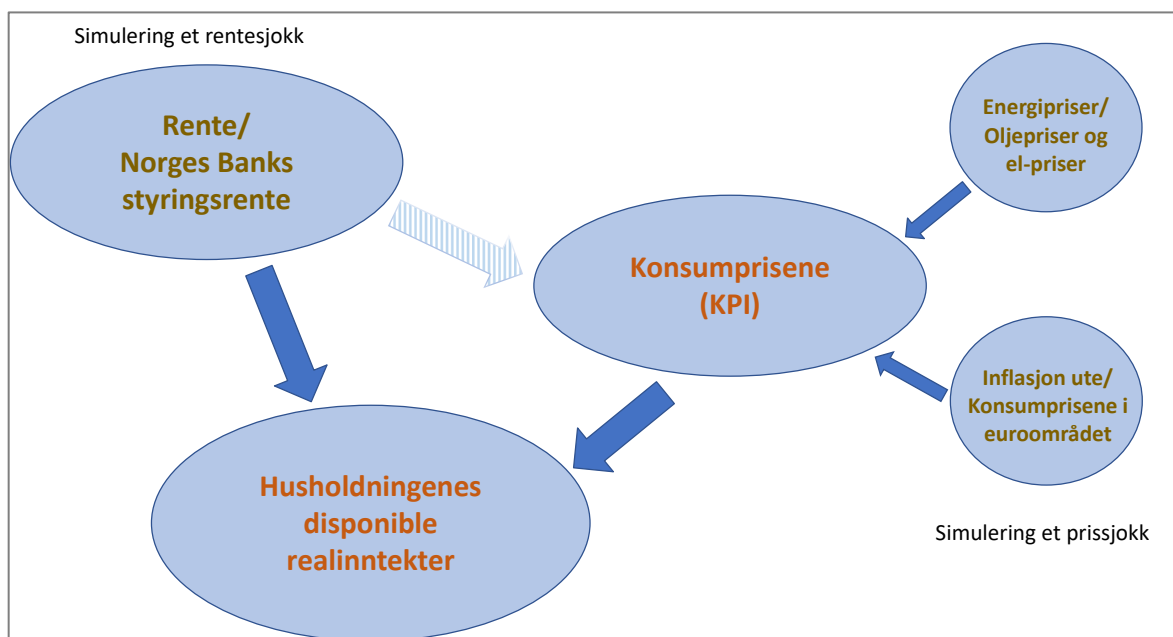 Simulering et rentesjokk
Rente/
Norges Banks
styringsrente
Energipriser/
Oljepriser og
el-priser
Konsumprisene
(KPI)
Inflasjon ute/
Konsumprisene i
euroområdet
Husholdningenes
disponible
realinntekter
Simulering et prissjokk